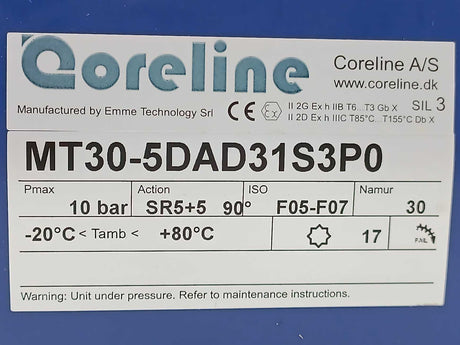 Coreline
Coreline A/S
www.coreline.dk
Manufactured by Emme Technology Srl CE Ex II 2G Ex h IIB T6...T3 Gb X SIL 3
II 2D Ex h IIIC T85°C...T155°C Db X
MT30-5DAD31S3P0
Pmax Action ISO Namur
10 bar SR5+5 90° F05-F07 30
-20°C < Tamb < +80°C 17 FAIL
Warning: Unit under pressure. Refer to maintenance instructions.